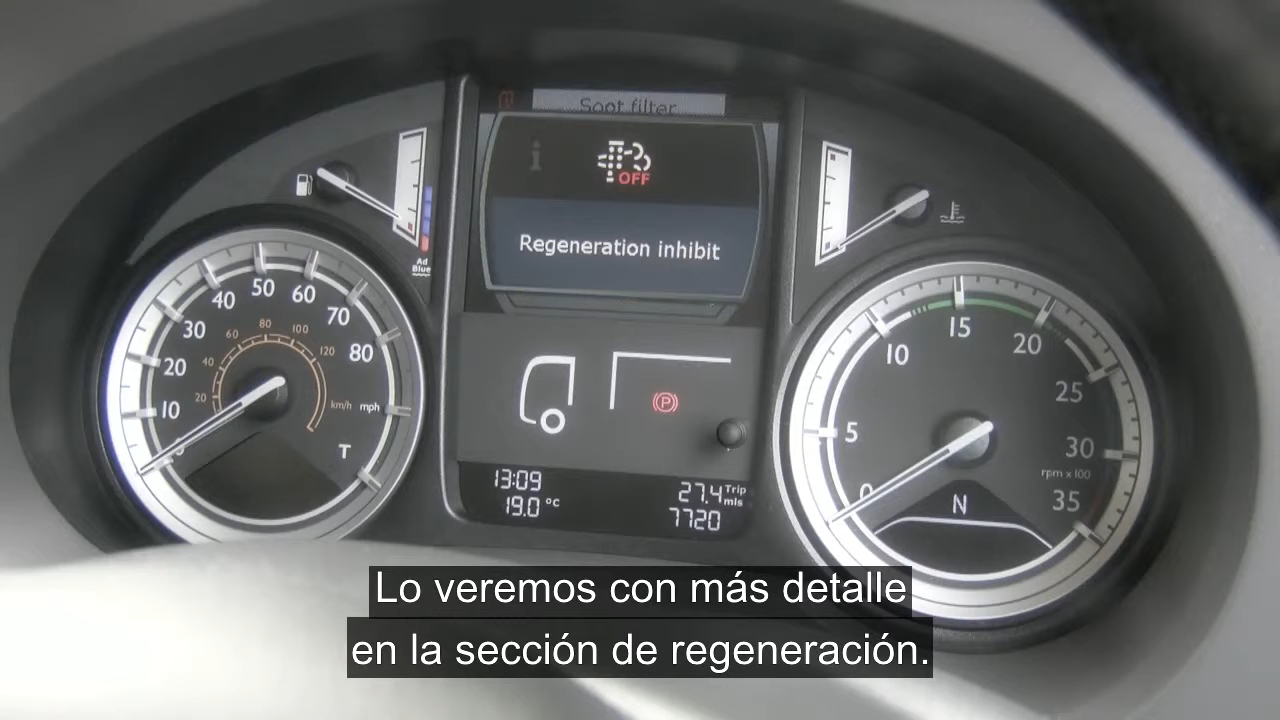 Soot filter
i
OFF
Regeneration inhibit
Ad
Blue
0
10
20
30
40
50
60
70
80
20
40
60
80
100
120
km/h
mph
T
P
13:09
19.0 °C
27.4 Trip
mls
7720
0
5
10
15
20
25
30
35
rpm x 100
N
Lo veremos con más detalle
en la sección de regeneración.